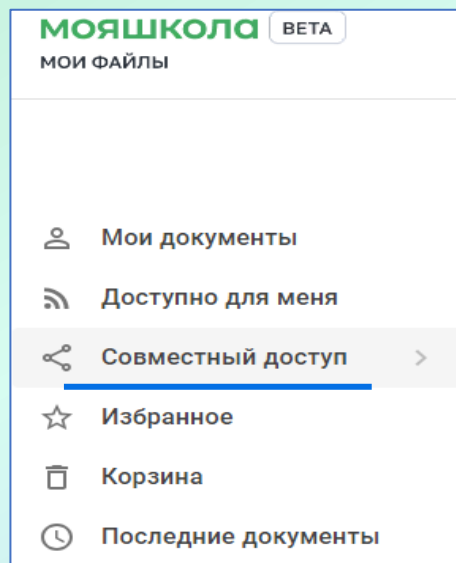 мояшкола BETA
МОИ ФАЙЛЫ
Мои документы
Доступно для меня
Совместный доступ
Избранное
Корзина
Последние документы